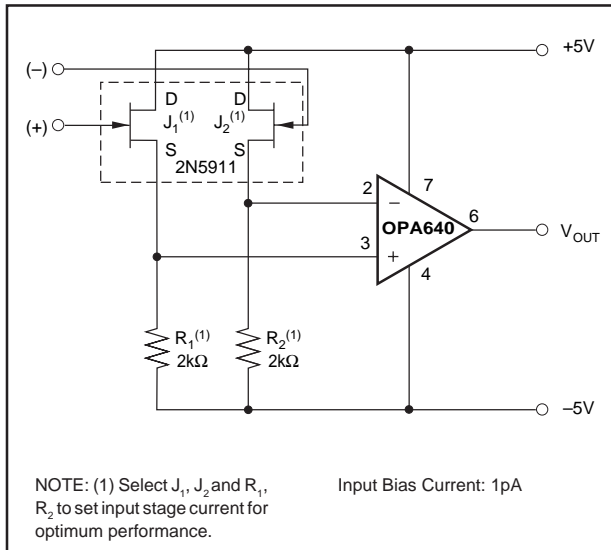 +5V
(–)
D D
(+)
J₁⁽¹⁾ J₂⁽¹⁾
S S
2N5911
2 – 7
OPA640 6
V_OUT
3 +
4
R₁⁽¹⁾ R₂⁽¹⁾
2kΩ 2kΩ
–5V
NOTE: (1) Select J₁, J₂ and R₁,
R₂ to set input stage current for
optimum performance.
Input Bias Current: 1pA